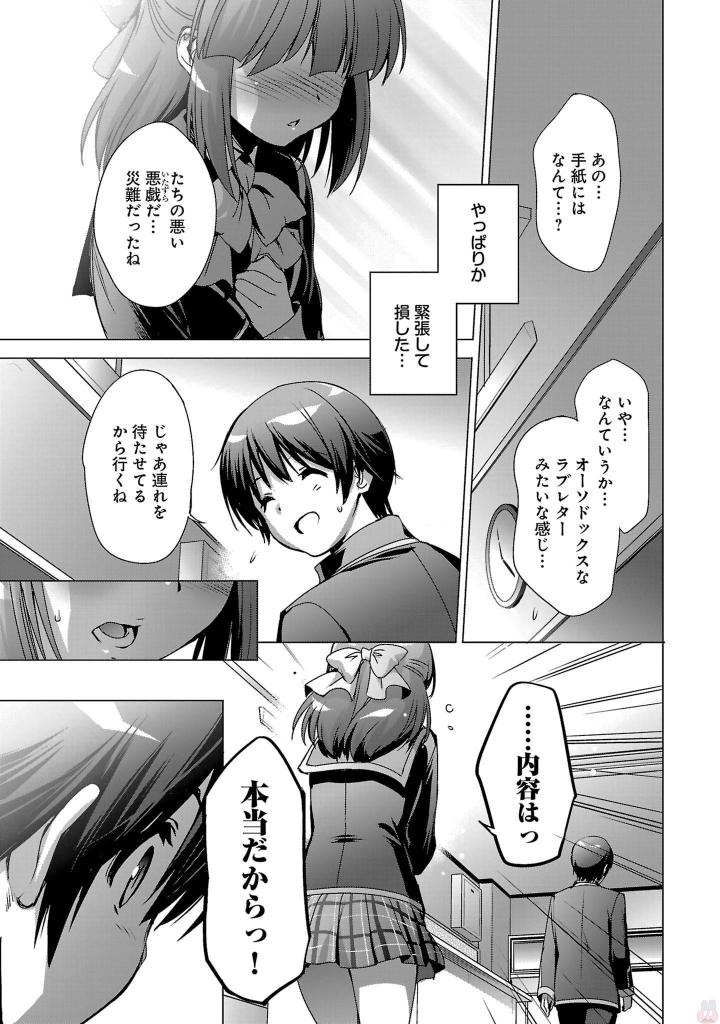 あの…
手紙には
なんて…?
いや…
なんていうか…
オーソドックスな
ラブレター
みたいな感じ…
やっぱりか
緊張して
損した…
たちの悪い
悪戯だ…
いたずら
災難だったね
じゃあ連れを
待たせてる
から行くね
……内容はっ
本当だからっ!